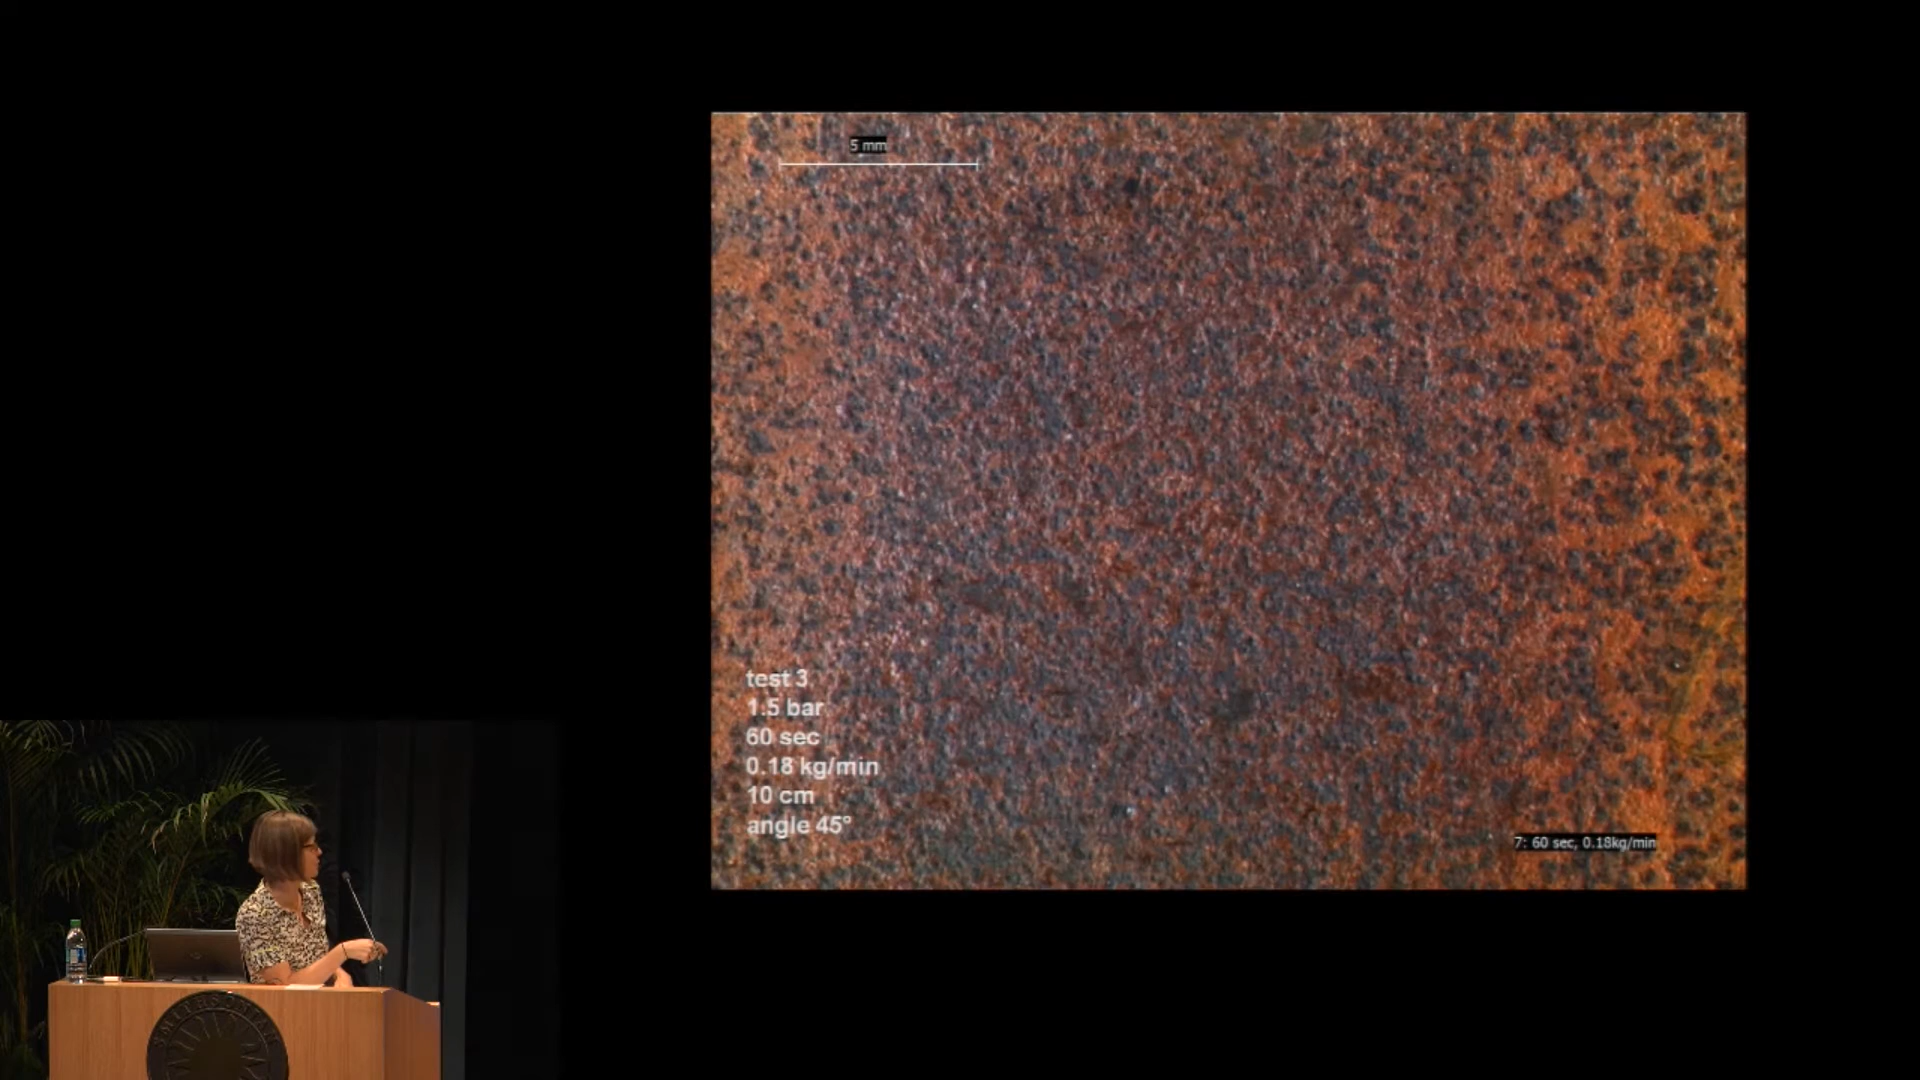 5 mm
test 3
1.5 bar
60 sec
0.18 kg/min
10 cm
angle 45°
7: 60 sec, 0.18kg/min
SMITHSONIAN